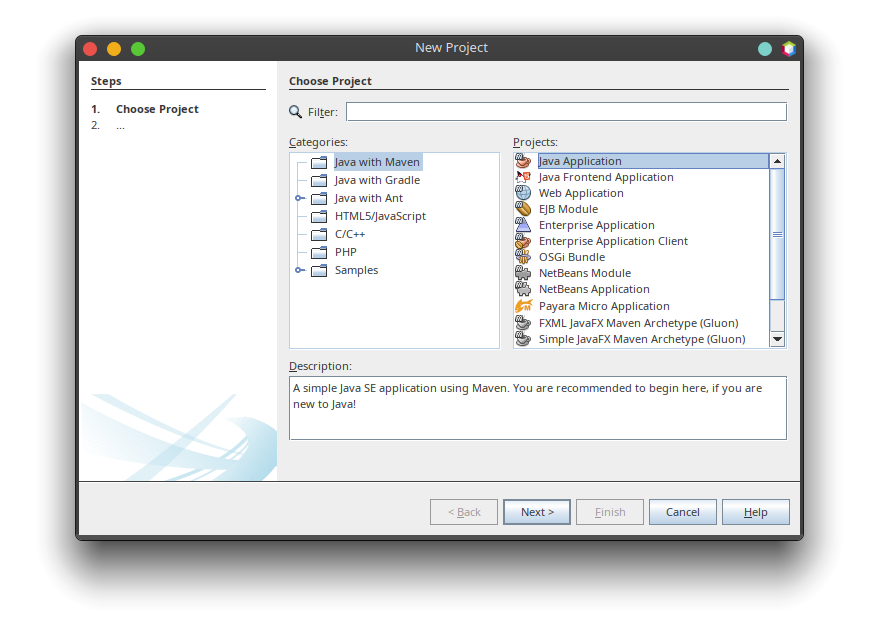 New Project
Steps
1. Choose Project
2. ...
Choose Project
Filter:
Categories:
Java with Maven
Java with Gradle
Java with Ant
HTML5/JavaScript
C/C++
PHP
Samples
Projects:
Java Application
Java Frontend Application
Web Application
EJB Module
Enterprise Application
Enterprise Application Client
OSGi Bundle
NetBeans Module
NetBeans Application
Payara Micro Application
FXML JavaFX Maven Archetype (Gluon)
Simple JavaFX Maven Archetype (Gluon)
Description:
A simple Java SE application using Maven. You are recommended to begin here, if you are
new to Java!
< Back Next > Finish Cancel Help